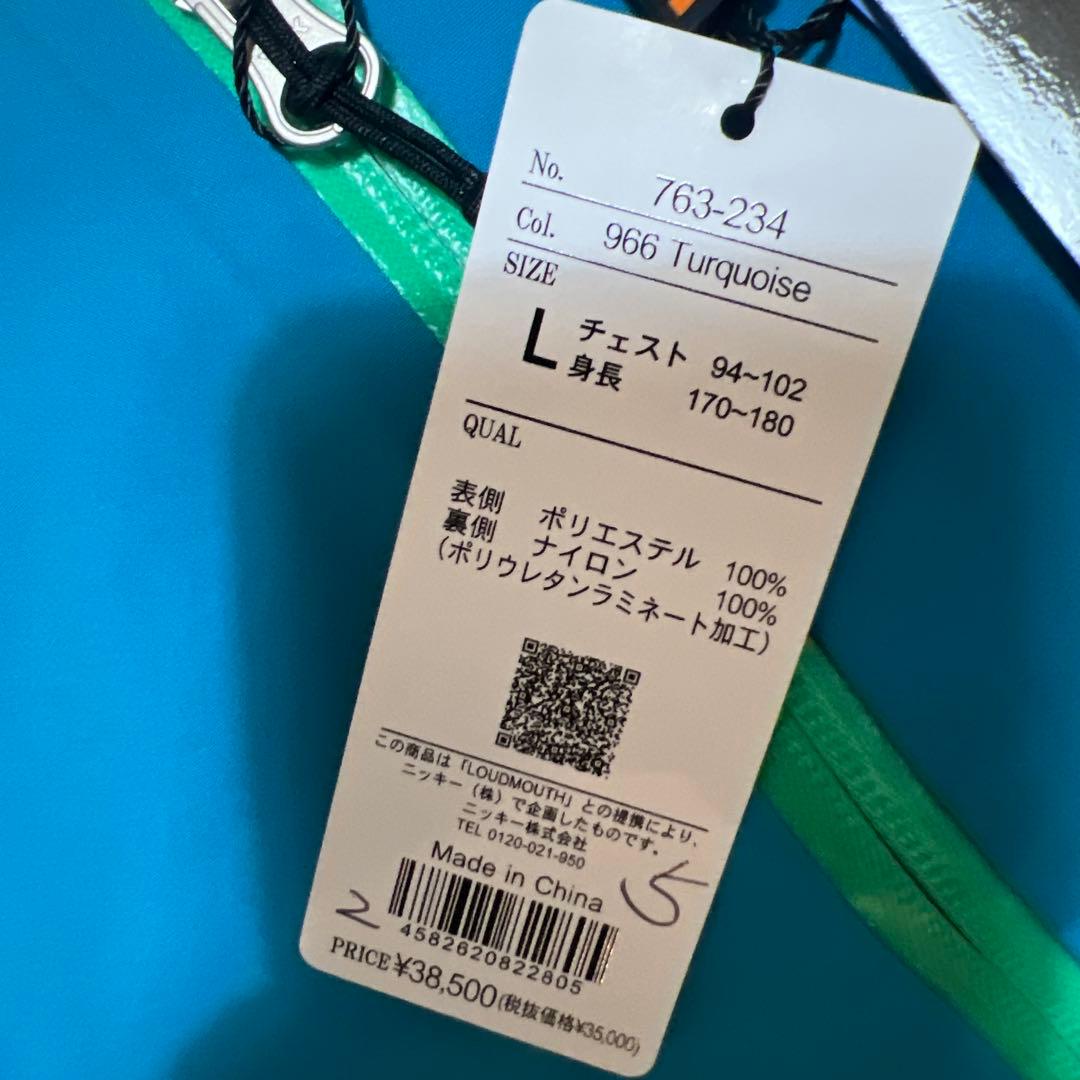 No. 763-234
Col. 966 Turquoise
SIZE
L チェスト 94~102
身長 170~180
QUAL
表側 ポリエステル 100%
裏側 ナイロン 100%
(ポリウレタンラミネート加工)
この商品は「LOUDMOUTH」との提携により、
ニッキー（株）で企画したものです。
ニッキー株式会社
TEL 0120-021-950
Made in China
5
2
4582620822805
PRICE ¥38,500(税抜価格¥35,000)